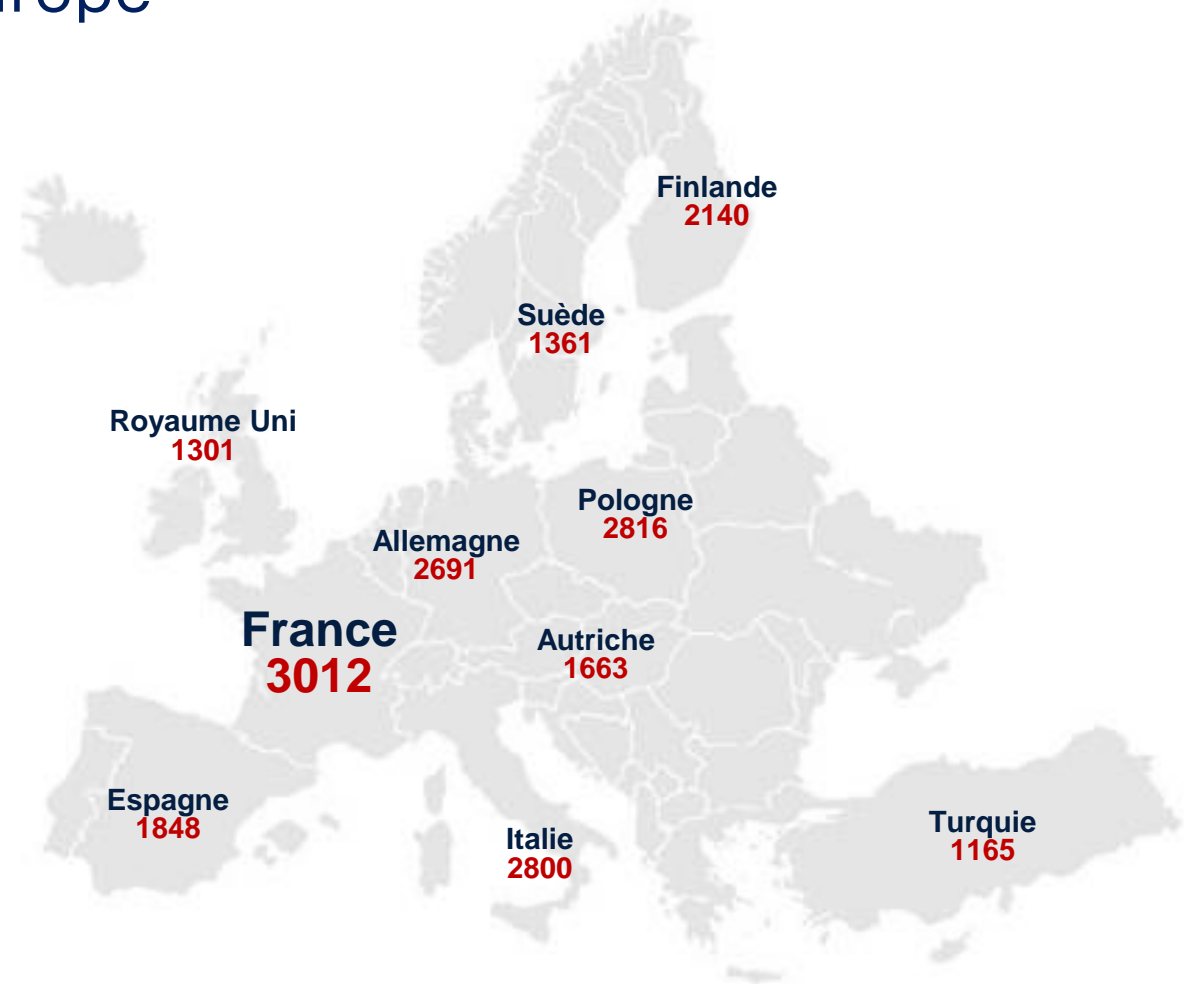 Finlande
2140
Suède
1361
Royaume Uni
1301
Pologne
2816
Allemagne
2691
France
3012
Autriche
1663
Espagne
1848
Italie
2800
Turquie
1165